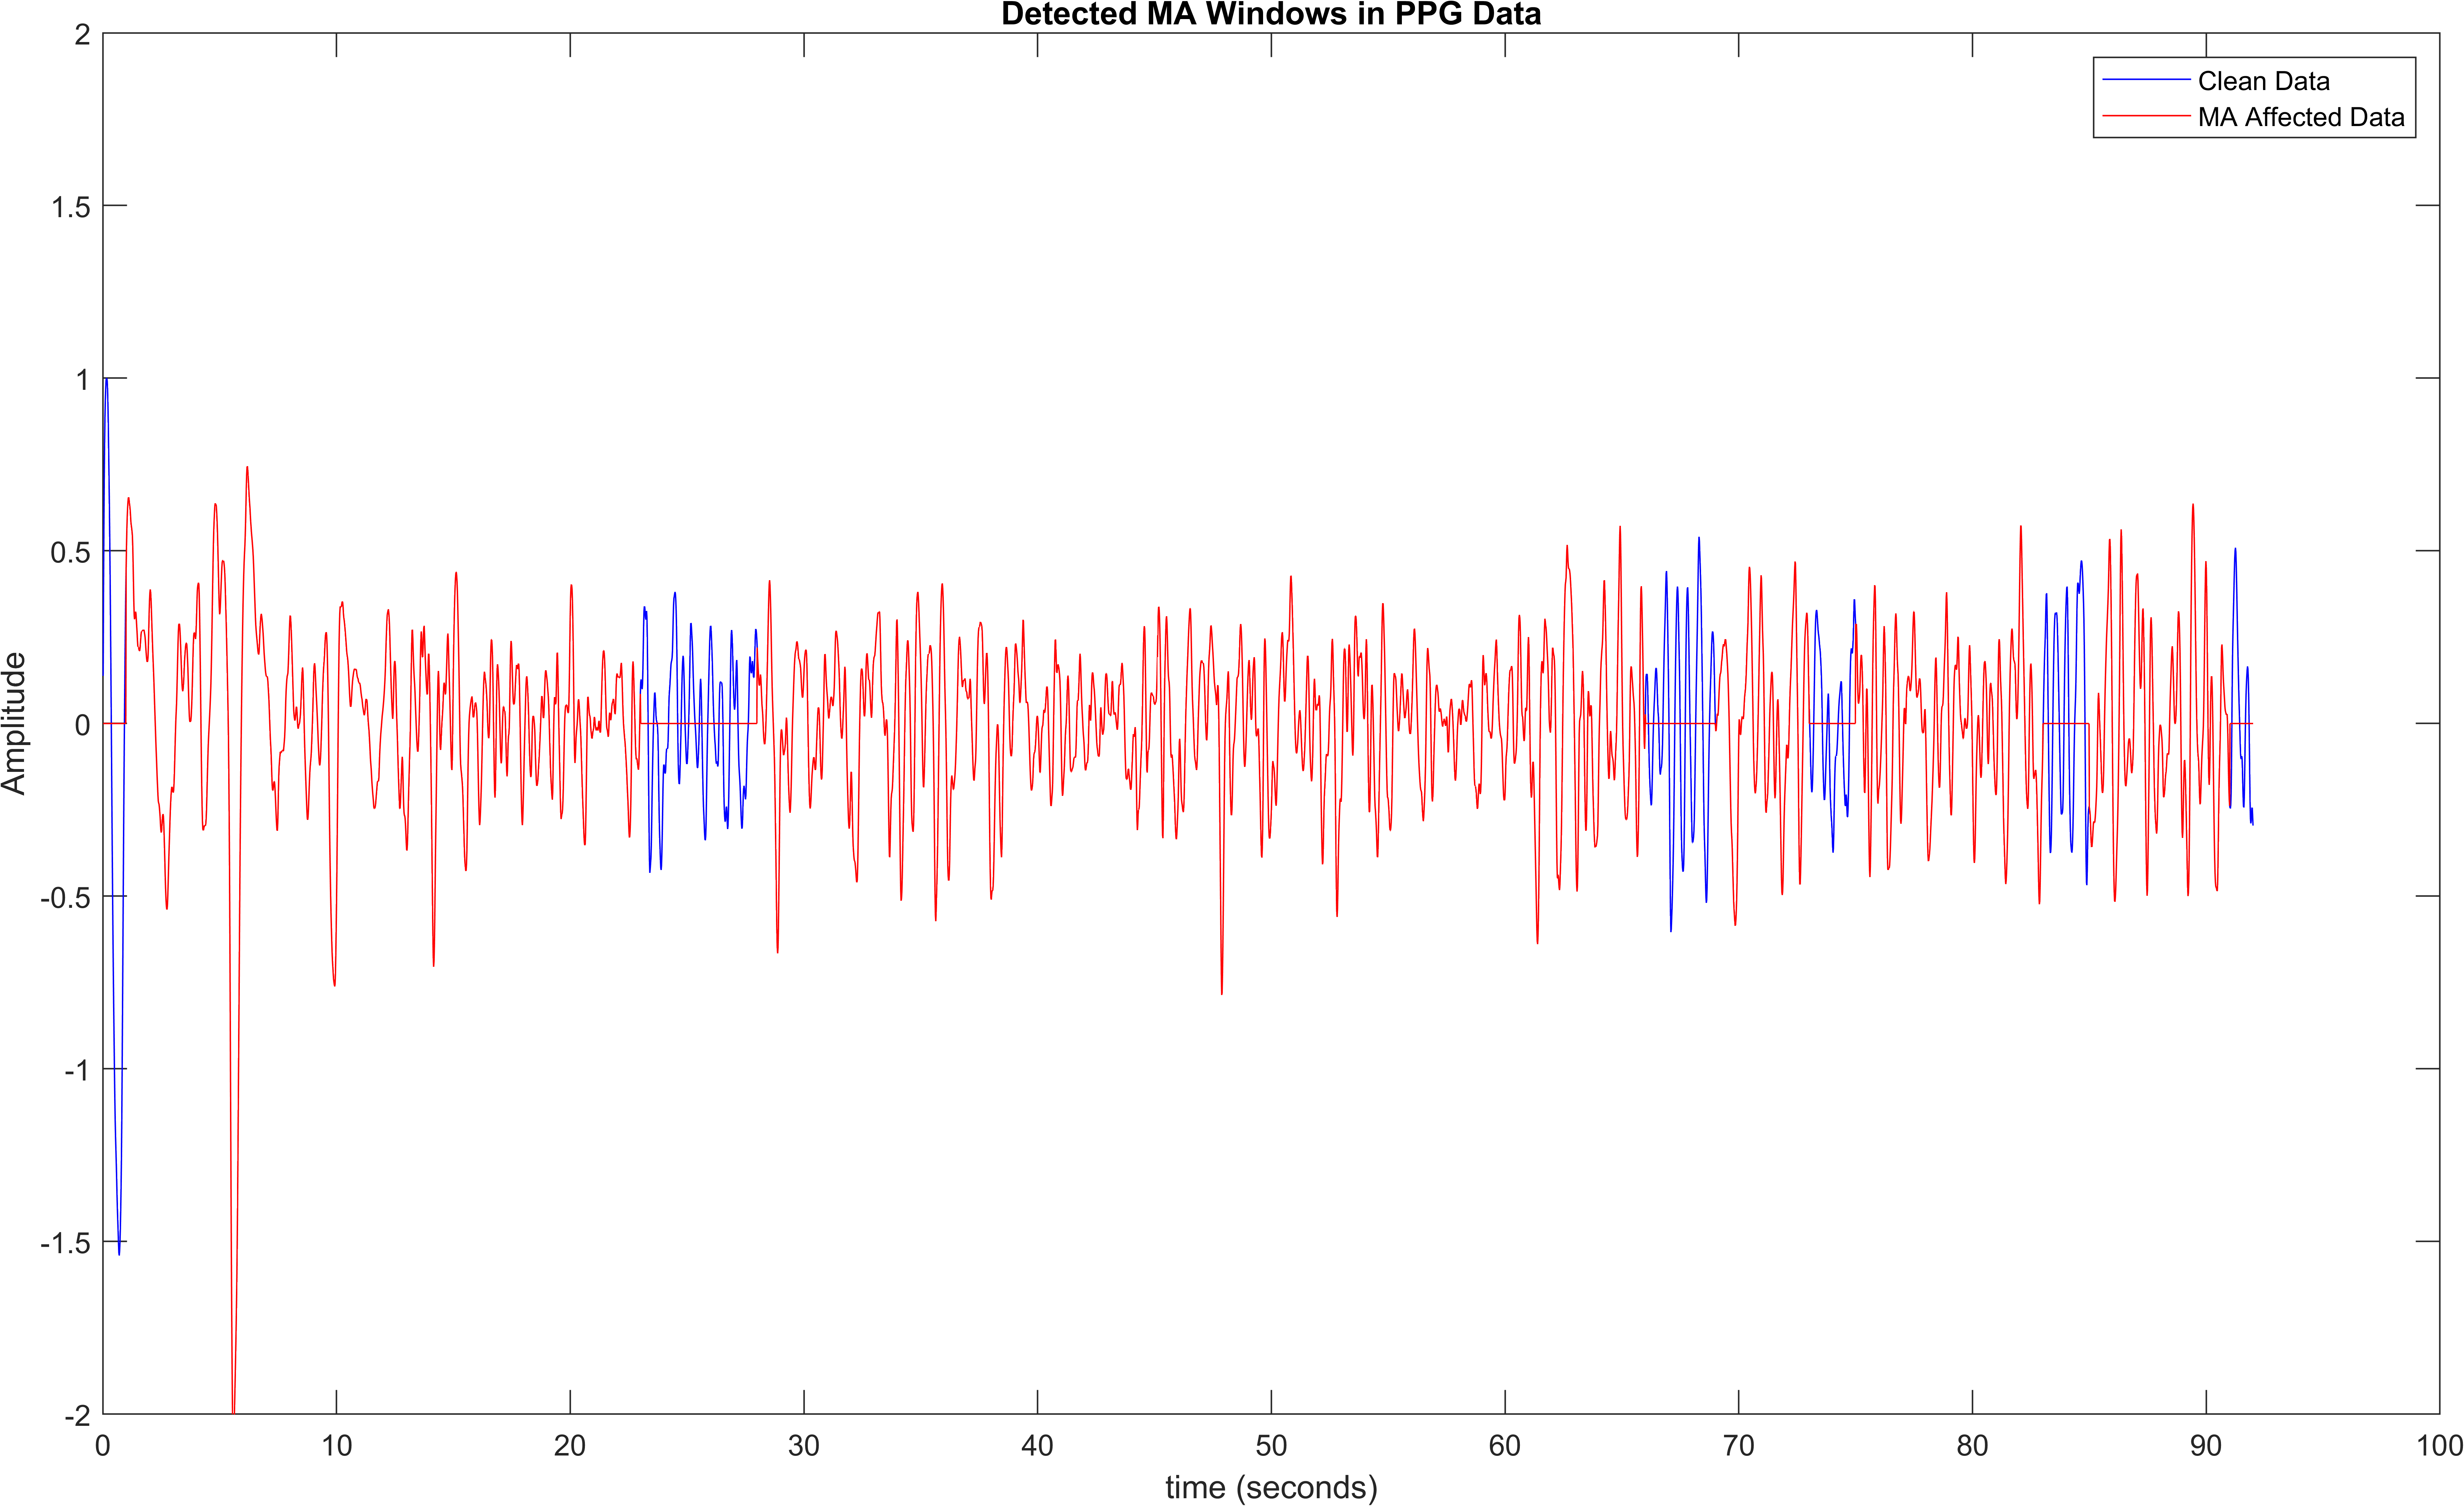 Detected MA Windows in PPG Data
Clean Data
MA Affected Data
2
1.5
1
0.5
0
-0.5
-1
-1.5
-2
Amplitude
0 10 20 30 40 50 60 70 80 90 100
time (seconds)